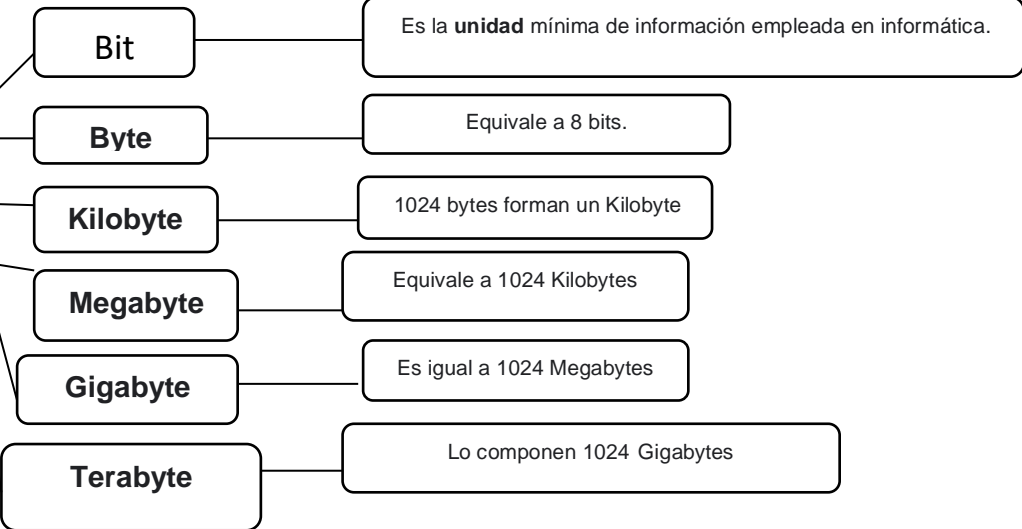 Bit
Es la unidad mínima de información empleada en informática.
Byte
Equivale a 8 bits.
Kilobyte
1024 bytes forman un Kilobyte
Megabyte
Equivale a 1024 Kilobytes
Gigabyte
Es igual a 1024 Megabytes
Terabyte
Lo componen 1024 Gigabytes